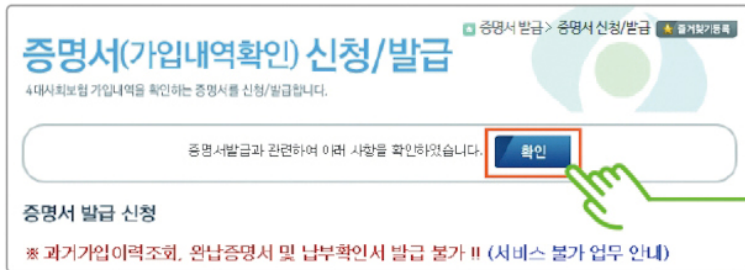 증명서 발급 > 증명서 신청/발급 즐겨찾기등록
증명서(가입내역확인) 신청/발급
4대사회보험 가입내역을 확인하는 증명서를 신청/발급합니다.
증명서발급과 관련하여 아래 사항을 확인하였습니다. 확인
증명서 발급 신청
※ 과거가입이력조회, 완납증명서 및 납부확인서 발급 불가 !! (서비스 불가 업무 안내)